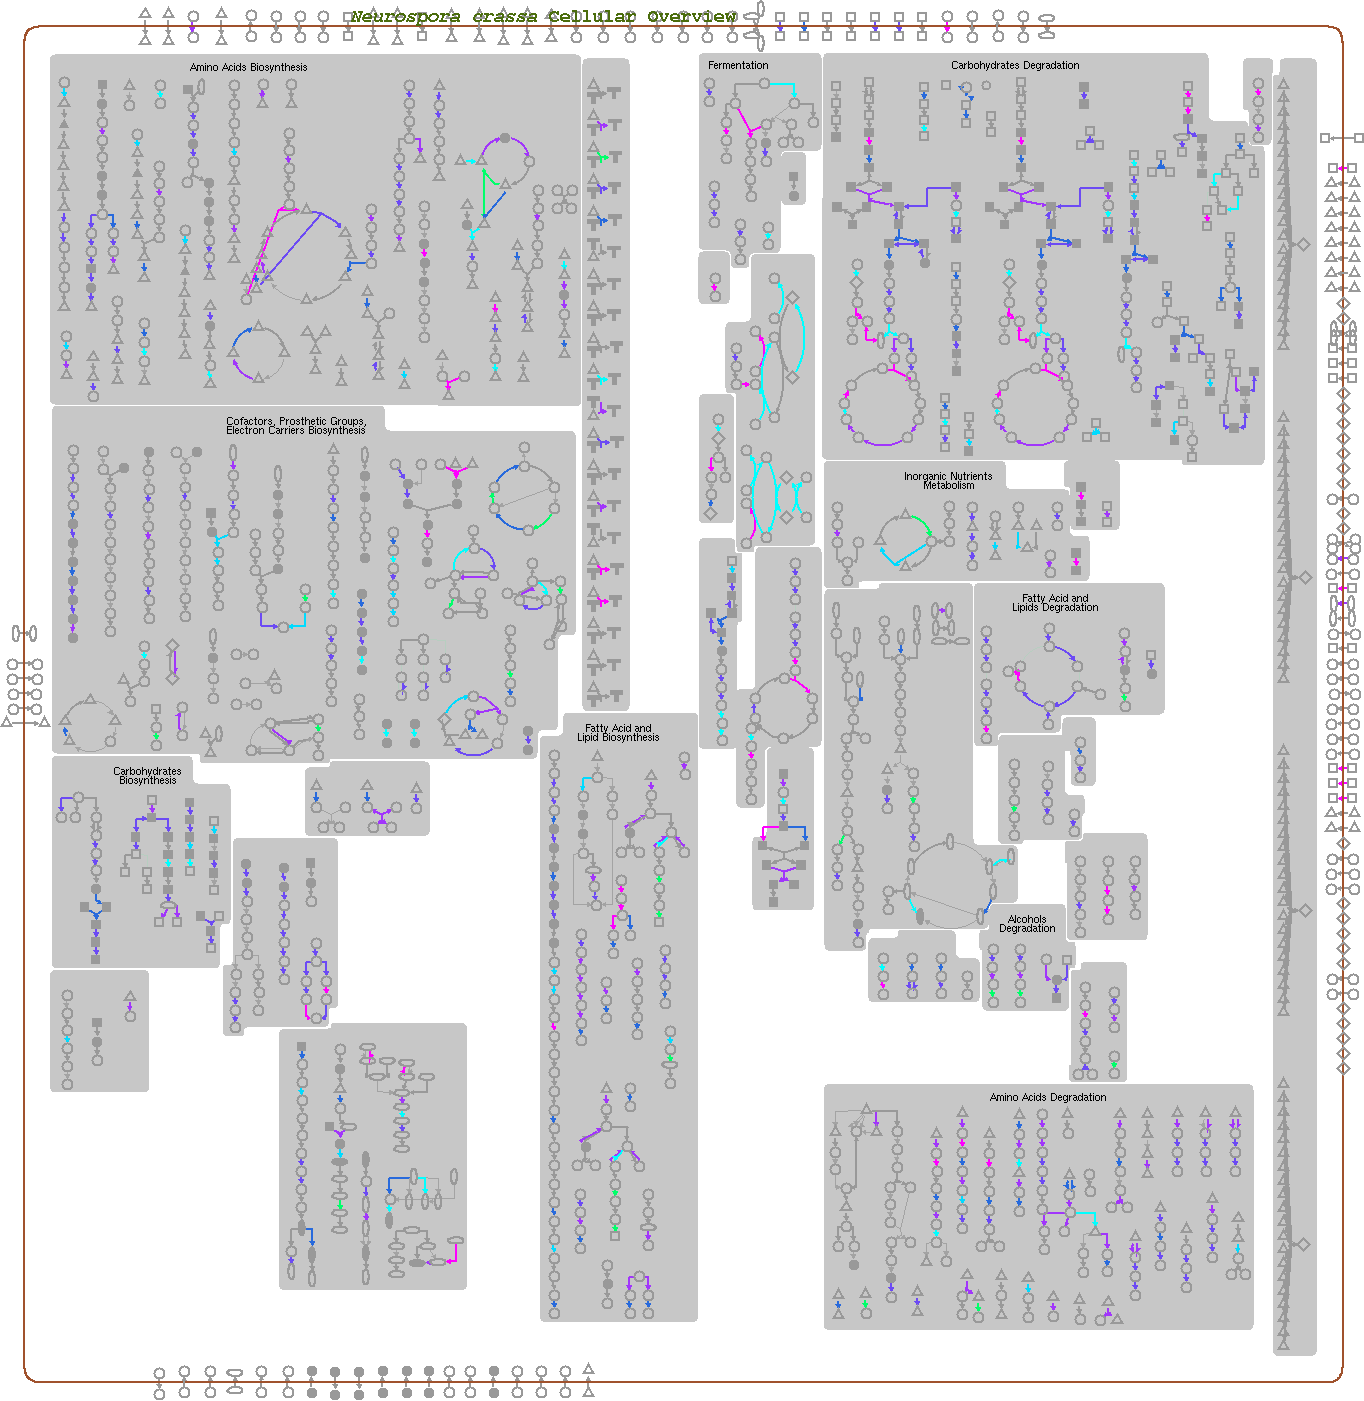 Neurospora crassa Cellular Overview
Amino Acids Biosynthesis
Fermentation
Carbohydrates Degradation
Cofactors, Prosthetic Groups,
Electron Carriers Biosynthesis
Inorganic Nutrients
Metabolism
Fatty Acid and
Lipids Degradation
Fatty Acid and
Lipid Biosynthesis
Carbohydrates
Biosynthesis
Alcohols
Degradation
Amino Acids Degradation